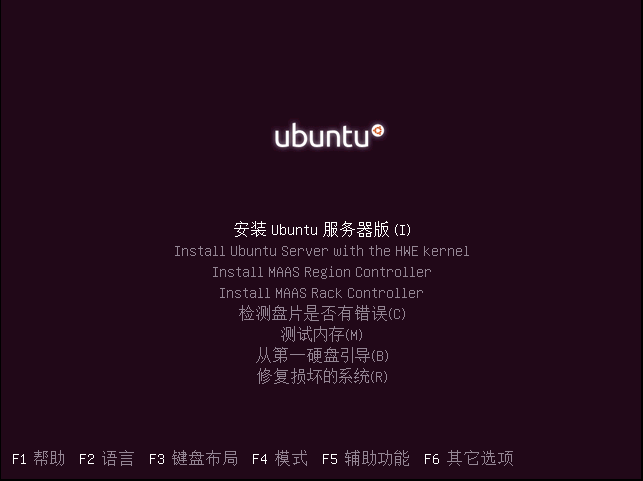 ubuntu
安装 Ubuntu 服务器版 (I)
Install Ubuntu Server with the HWE kernel
Install MAAS Region Controller
Install MAAS Rack Controller
检测盘片是否有错误(C)
测试内存(M)
从第一硬盘引导(B)
修复损坏的系统(R)
F1 帮助 F2 语言 F3 键盘布局 F4 模式 F5 辅助功能 F6 其它选项